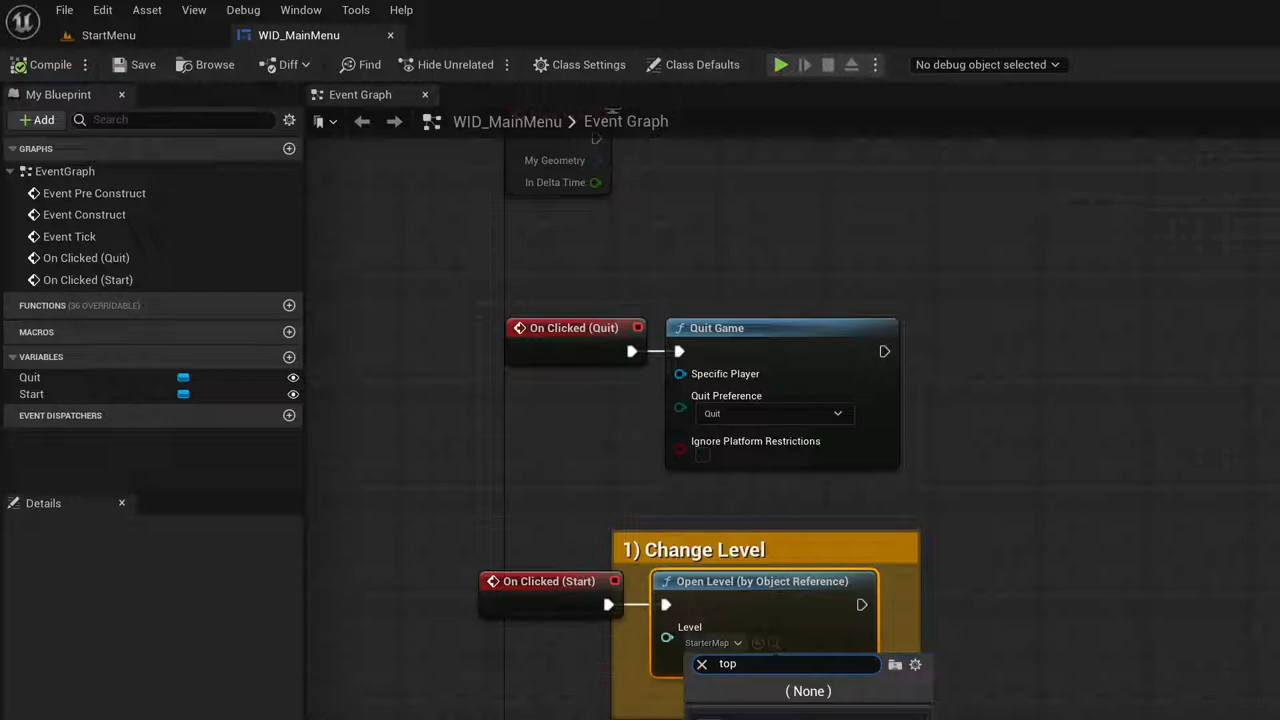 File Edit Asset View Debug Window Tools Help
StartMenu WID_MainMenu
Compile Save Browse Diff Find Hide Unrelated Class Settings Class Defaults No debug object selected
My Blueprint Event Graph
Add Search WID_MainMenu > Event Graph
GRAPHS
EventGraph
Event Pre Construct
Event Construct
Event Tick
On Clicked (Quit)
On Clicked (Start)
FUNCTIONS (36 OVERRIDABLE)
MACROS
VARIABLES
Quit
Start
EVENT DISPATCHERS
Details
My Geometry
In Delta Time
On Clicked (Quit)
Quit Game
Specific Player
Quit Preference
Quit
Ignore Platform Restrictions
1) Change Level
On Clicked (Start)
Open Level (by Object Reference)
Level
StarterMap
top
( None )